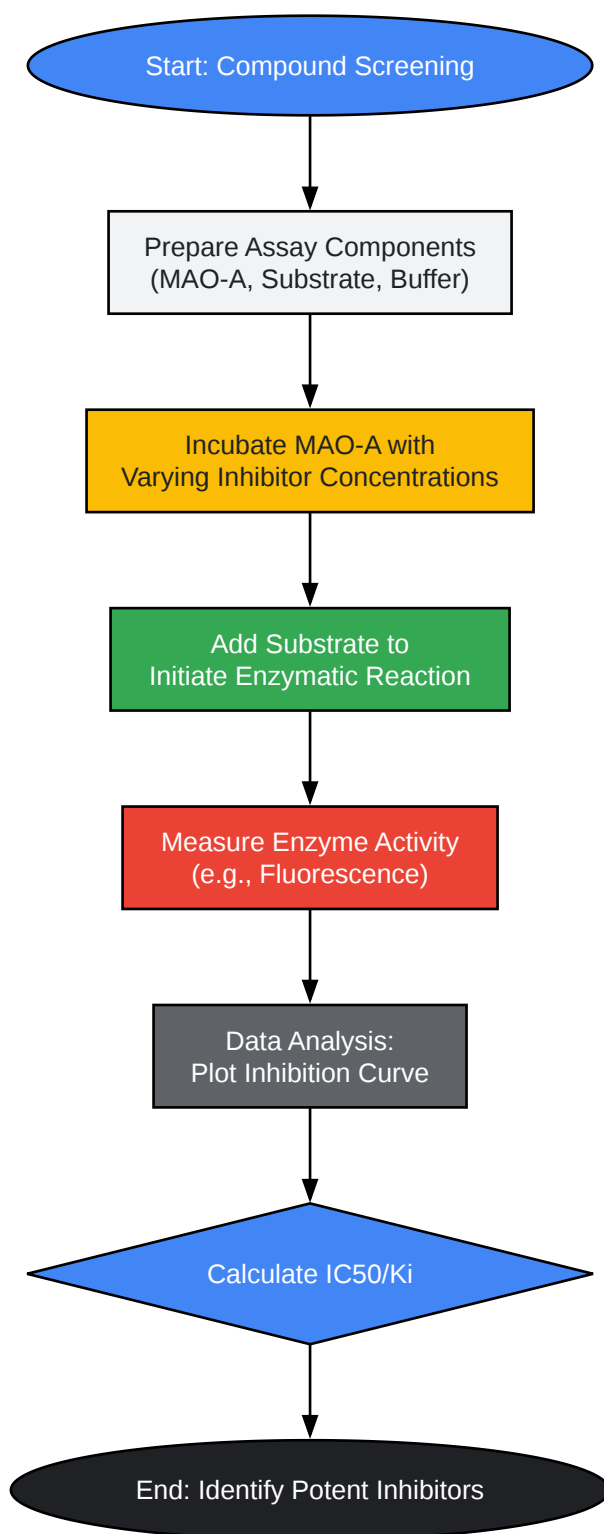 Start: Compound Screening
Prepare Assay Components
(MAO-A, Substrate, Buffer)
Incubate MAO-A with
Varying Inhibitor Concentrations
Add Substrate to
Initiate Enzymatic Reaction
Measure Enzyme Activity
(e.g., Fluorescence)
Data Analysis:
Plot Inhibition Curve
Calculate IC50/Ki
End: Identify Potent Inhibitors